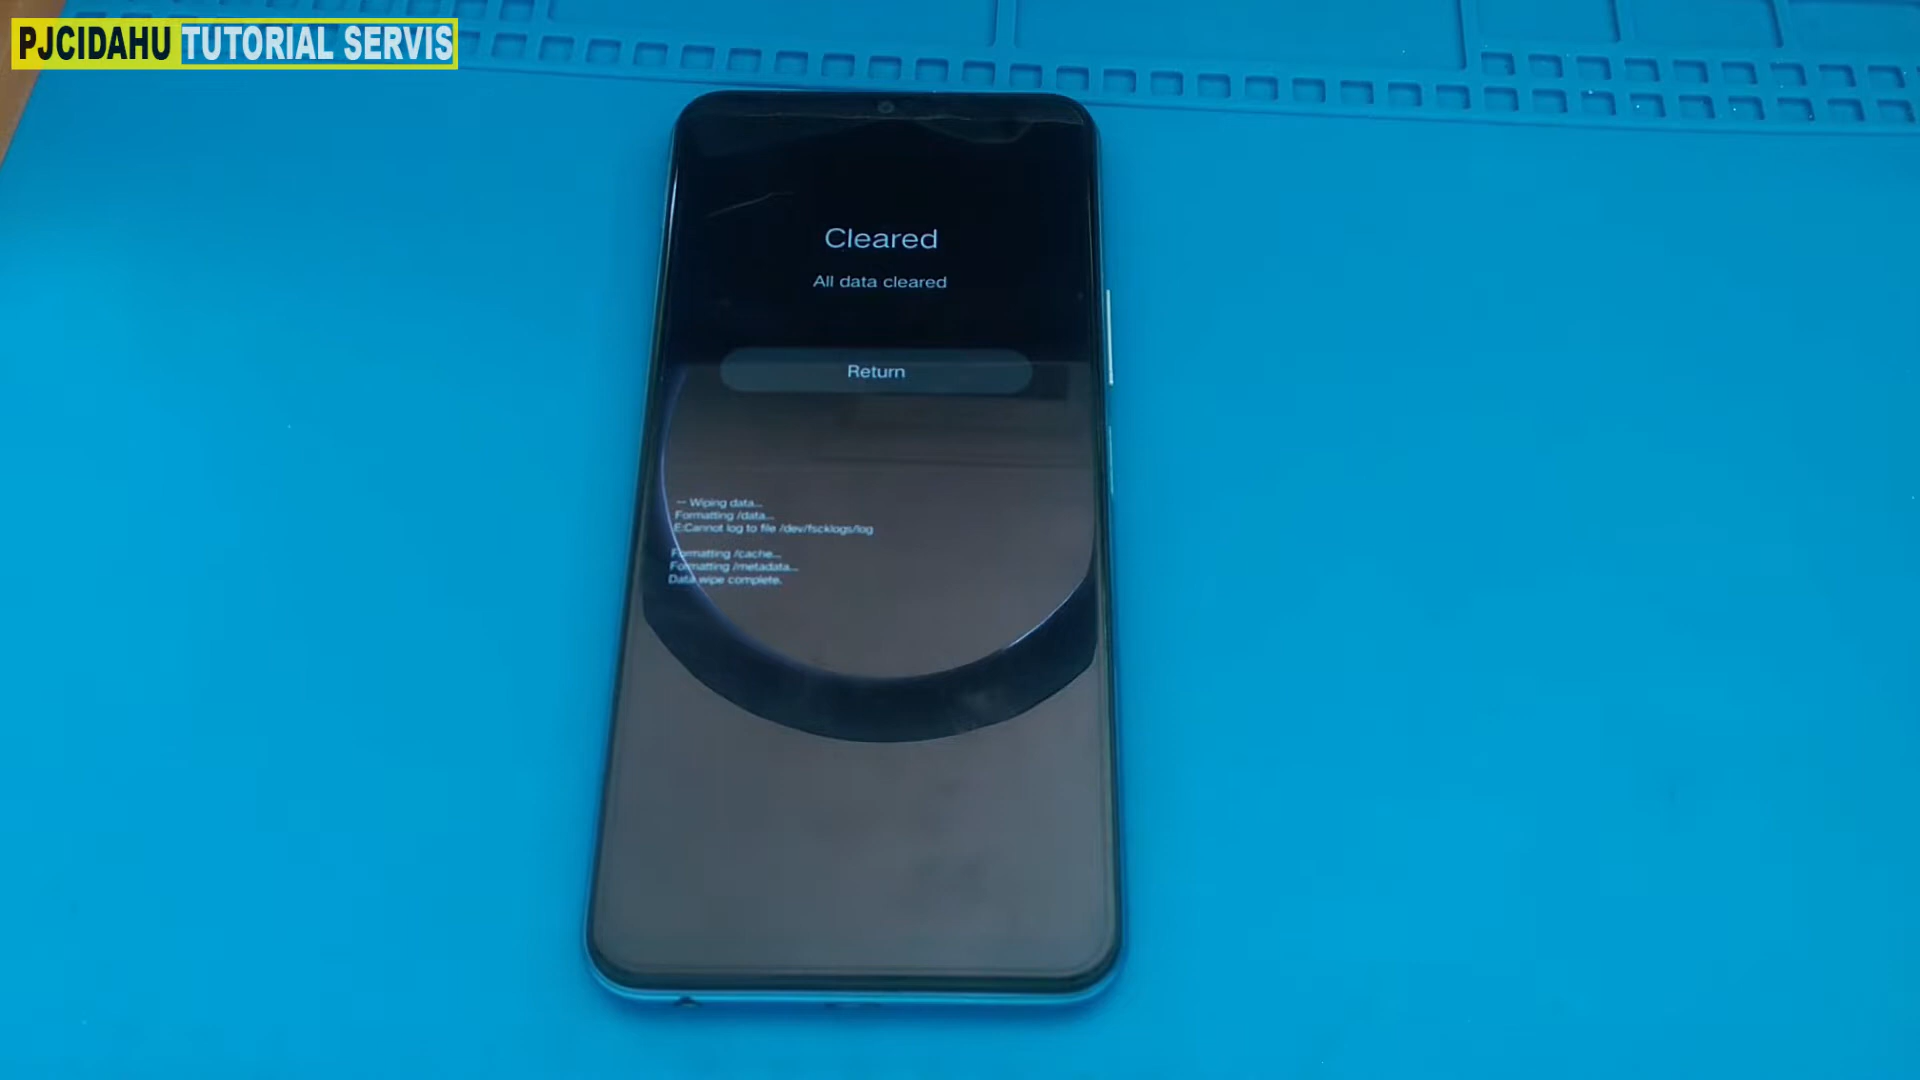 PJCIDAHU TUTORIAL SERVIS
Cleared
All data cleared
Return
-- Wiping data...
Formatting /data...
E:Cannot log to file /dev/fscklogs/log
Formatting /cache...
Formatting /metadata...
Data wipe complete.